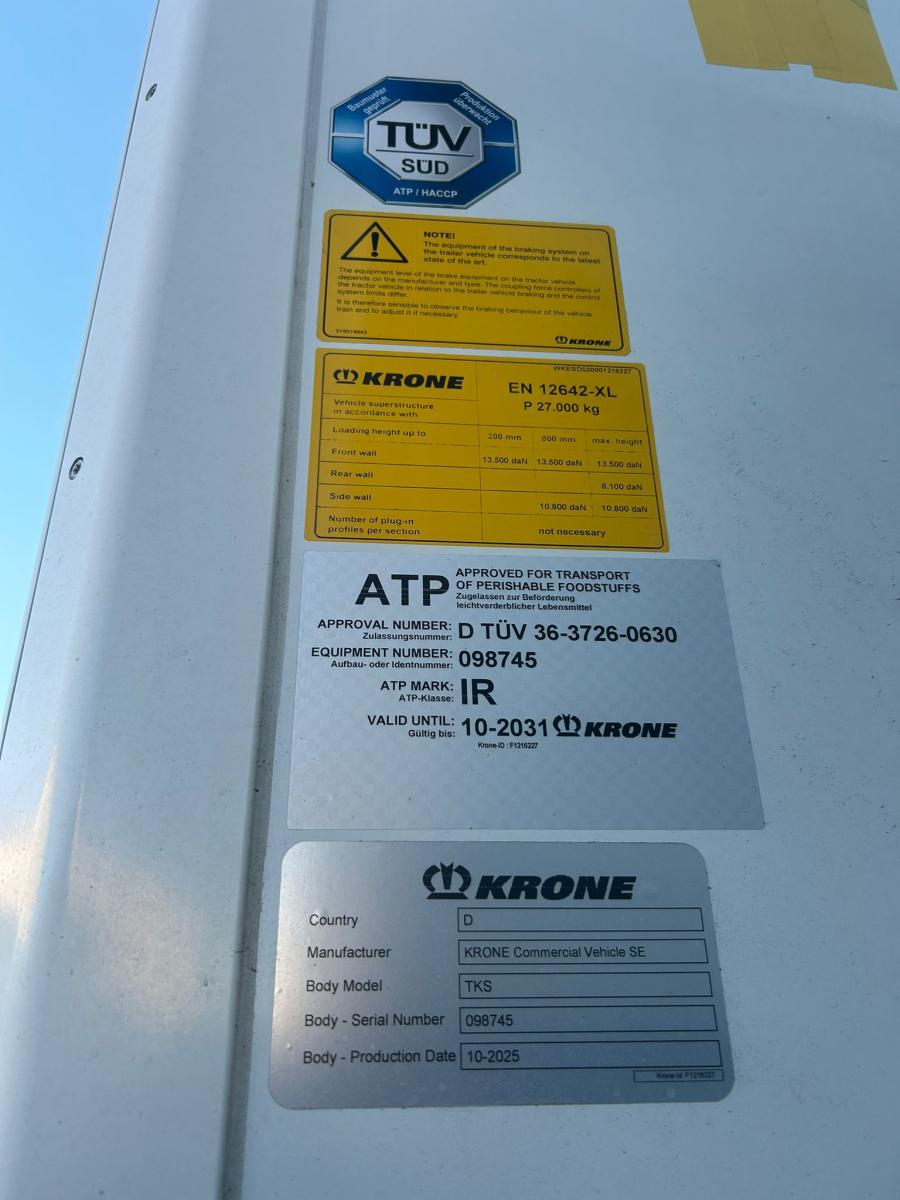 Baumuster geprüft
Produktion überwacht
TÜV
SÜD
ATP / HACCP
NOTE!
The equipment of the braking system on
the trailer vehicle corresponds to the latest
state of the art.
The equipment level of the brake equipment on the tractor vehicle
depends on the manufacturer and type. The coupling force controllers of
the tractor vehicle in relation to the trailer vehicle braking and the control
system limits differ.
It is therefore sensible to observe the braking behaviour of the vehicle
train and to adjust it if necessary.
KRONE
WKESD000001216227
KRONE
EN 12642-XL
P 27.000 kg
Vehicle superstructure
in accordance with
Loading height up to 200 mm 800 mm max. height
Front wall 13.500 daN 13.500 daN 13.500 daN
Rear wall 8.100 daN
Side wall 10.800 daN 10.800 daN
Number of plug-in
profiles per section not necessary
ATP APPROVED FOR TRANSPORT
OF PERISHABLE FOODSTUFFS
Zugelassen zur Beförderung
leichtverderblicher Lebensmittel
APPROVAL NUMBER: D TÜV 36-3726-0630
Zulassungsnummer:
EQUIPMENT NUMBER: 098745
Aufbau- oder Identnummer:
ATP MARK: IR
ATP-Klasse:
VALID UNTIL: 10-2031 KRONE
Gültig bis:
Krone-ID : F1216227
KRONE
Country D
Manufacturer KRONE Commercial Vehicle SE
Body Model TKS
Body - Serial Number 098745
Body - Production Date 10-2025
Krone-Id: F1216227